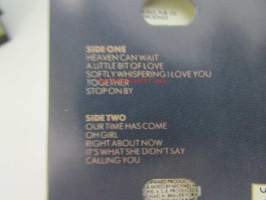 SIDE ONE
HEAVEN CAN WAIT
A LITTLE BIT OF LOVE
SOFTLY WHISPERING I LOVE YOU
TOGETHER
STOP ON BY
SIDE TWO
OUR TIME HAS COME
OH GIRL
RIGHT ABOUT NOW
IT'S WHAT SHE DIDN'T SAY
CALLING YOU